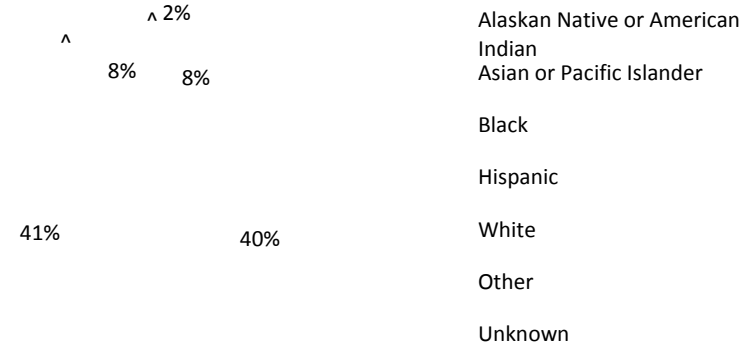 ^ 2%
^
8%
8%
41%
40%
Alaskan Native or American
Indian
Asian or Pacific Islander
Black
Hispanic
White
Other
Unknown